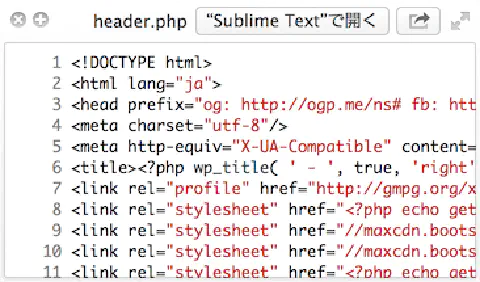 header.php "Sublime Text"で開く
1 <!DOCTYPE html>
2 <html lang="ja">
3 <head prefix="og: http://ogp.me/ns# fb: htt
4 <meta charset="utf-8"/>
5 <meta http-equiv="X-UA-Compatible" content=
6 <title><?php wp_title( ' - ', true, 'right'
7 <link rel="profile" href="http://gmpg.org/x
8 <link rel="stylesheet" href="<?php echo get
9 <link rel="stylesheet" href="//maxcdn.boots
10 <link rel="stylesheet" href="//maxcdn.boots
11 <link rel="stylesheet" href="<?php echo get